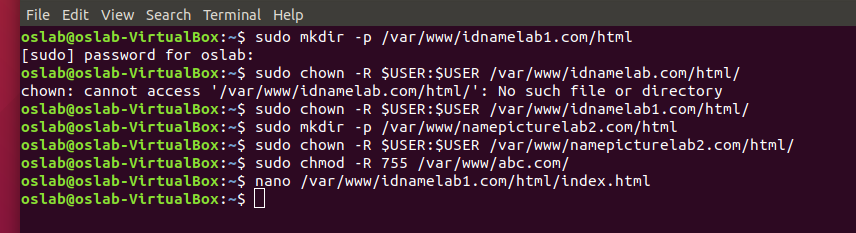 File Edit View Search Terminal Help
oslab@oslab-VirtualBox:~$ sudo mkdir -p /var/www/idnamelab1.com/html
[sudo] password for oslab:
oslab@oslab-VirtualBox:~$ sudo chown -R $USER:$USER /var/www/idnamelab.com/html/
chown: cannot access '/var/www/idnamelab.com/html/': No such file or directory
oslab@oslab-VirtualBox:~$ sudo chown -R $USER:$USER /var/www/idnamelab1.com/html/
oslab@oslab-VirtualBox:~$ sudo mkdir -p /var/www/namepicturelab2.com/html
oslab@oslab-VirtualBox:~$ sudo chown -R $USER:$USER /var/www/namepicturelab2.com/html/
oslab@oslab-VirtualBox:~$ sudo chmod -R 755 /var/www/abc.com/
oslab@oslab-VirtualBox:~$ nano /var/www/idnamelab1.com/html/index.html
oslab@oslab-VirtualBox:~$